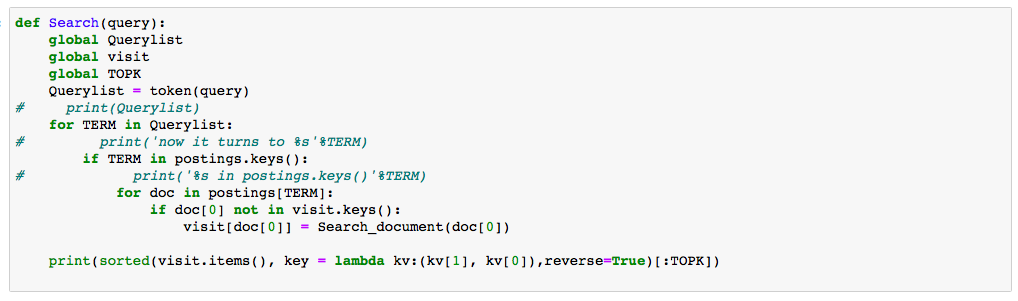 def Search(query):
    global Querylist
    global visit
    global TOPK
    Querylist = token(query)
#     print(Querylist)
    for TERM in Querylist:
#         print('now it turns to %s'%TERM)
        if TERM in postings.keys():
#             print('%s in postings.keys()'%TERM)
            for doc in postings[TERM]:
                if doc[0] not in visit.keys():
                    visit[doc[0]] = Search_document(doc[0])
    print(sorted(visit.items(), key = lambda kv:(kv[1], kv[0]),reverse=True)[:TOPK])